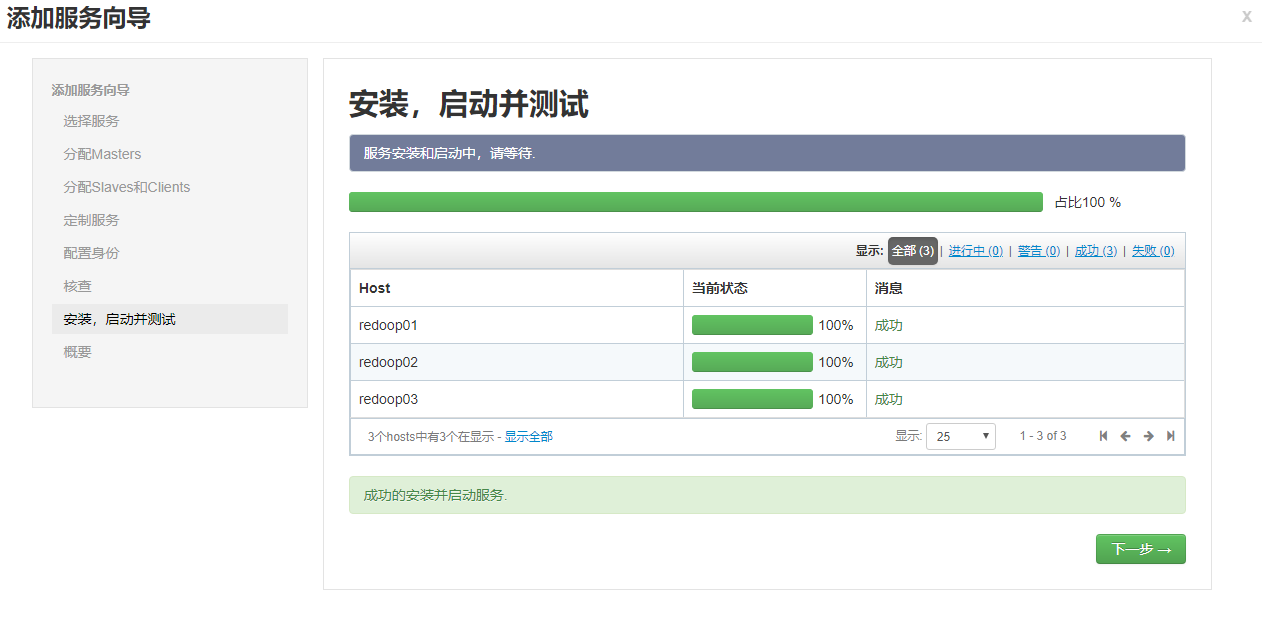 添加服务向导
x
添加服务向导
选择服务
分配Masters
分配Slaves和Clients
定制服务
配置身份
核查
安装，启动并测试
概要
安装，启动并测试
服务安装和启动中，请等待.
占比100 %
显示: 全部 (3) | 进行中 (0) | 警告 (0) | 成功 (3) | 失败 (0)
Host 当前状态 消息
redoop01 100% 成功
redoop02 100% 成功
redoop03 100% 成功
3个hosts中有3个在显示 - 显示全部 显示: 25 1 - 3 of 3
成功的安装并启动服务.
下一步 →